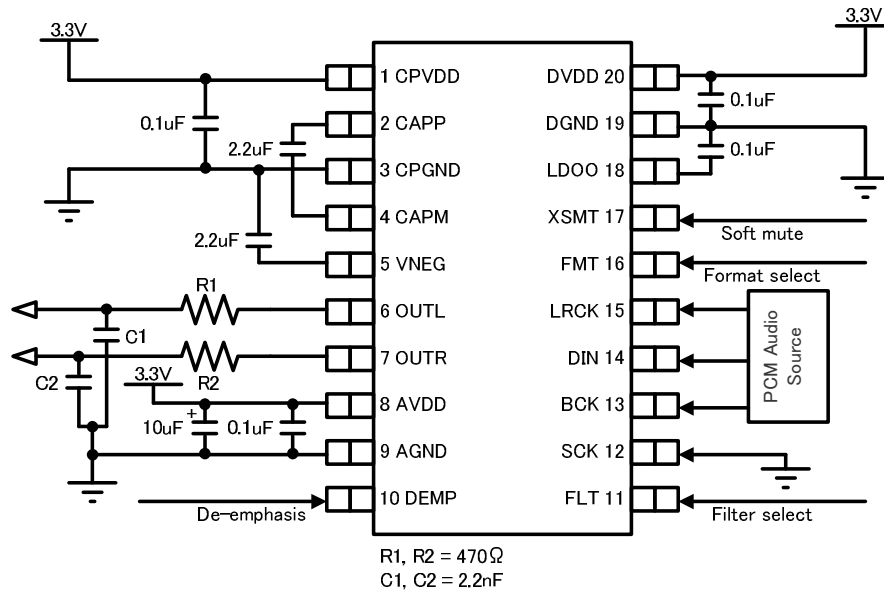 3.3V
3.3V
1 CPVDD
DVDD 20
0.1uF
0.1uF
2 CAPP
DGND 19
2.2uF
0.1uF
3 CPGND
LDOO 18
4 CAPM
XSMT 17
Soft mute
2.2uF
5 VNEG
FMT 16
Format select
R1
6 OUTL
LRCK 15
C1
7 OUTR
DIN 14
PCM Audio
Source
C2
3.3V
R2
8 AVDD
BCK 13
+
10uF
0.1uF
9 AGND
SCK 12
10 DEMP
FLT 11
De-emphasis
Filter select
R1, R2 = 470Ω
C1, C2 = 2.2nF